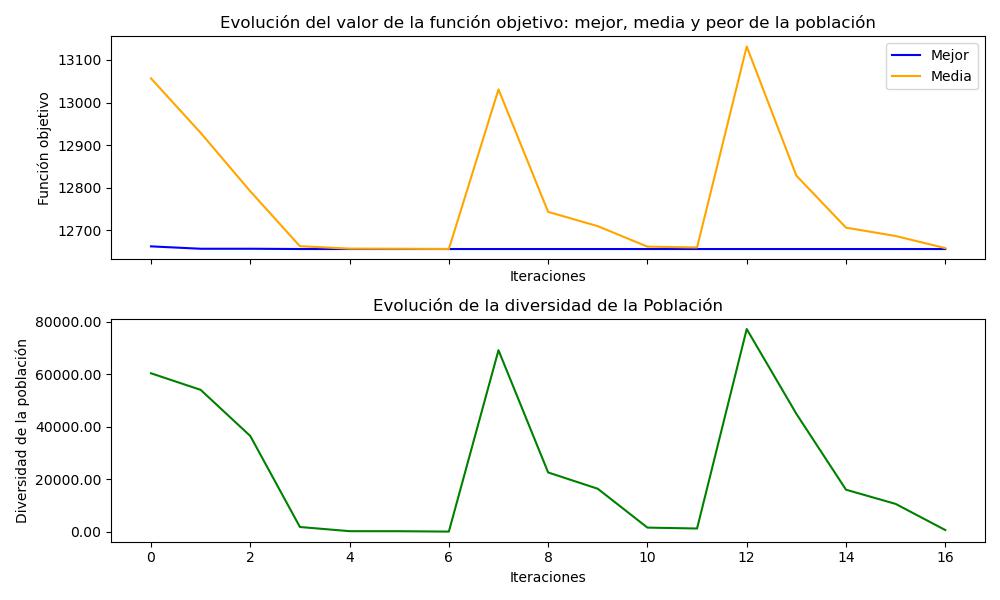 Evolución del valor de la función objetivo: mejor, media y peor de la población
13100
13000
12900
12800
12700
Función objetivo
Mejor
Media
Iteraciones
Evolución de la diversidad de la Población
80000.00
60000.00
40000.00
20000.00
0.00
Diversidad de la población
0 2 4 6 8 10 12 14 16
Iteraciones